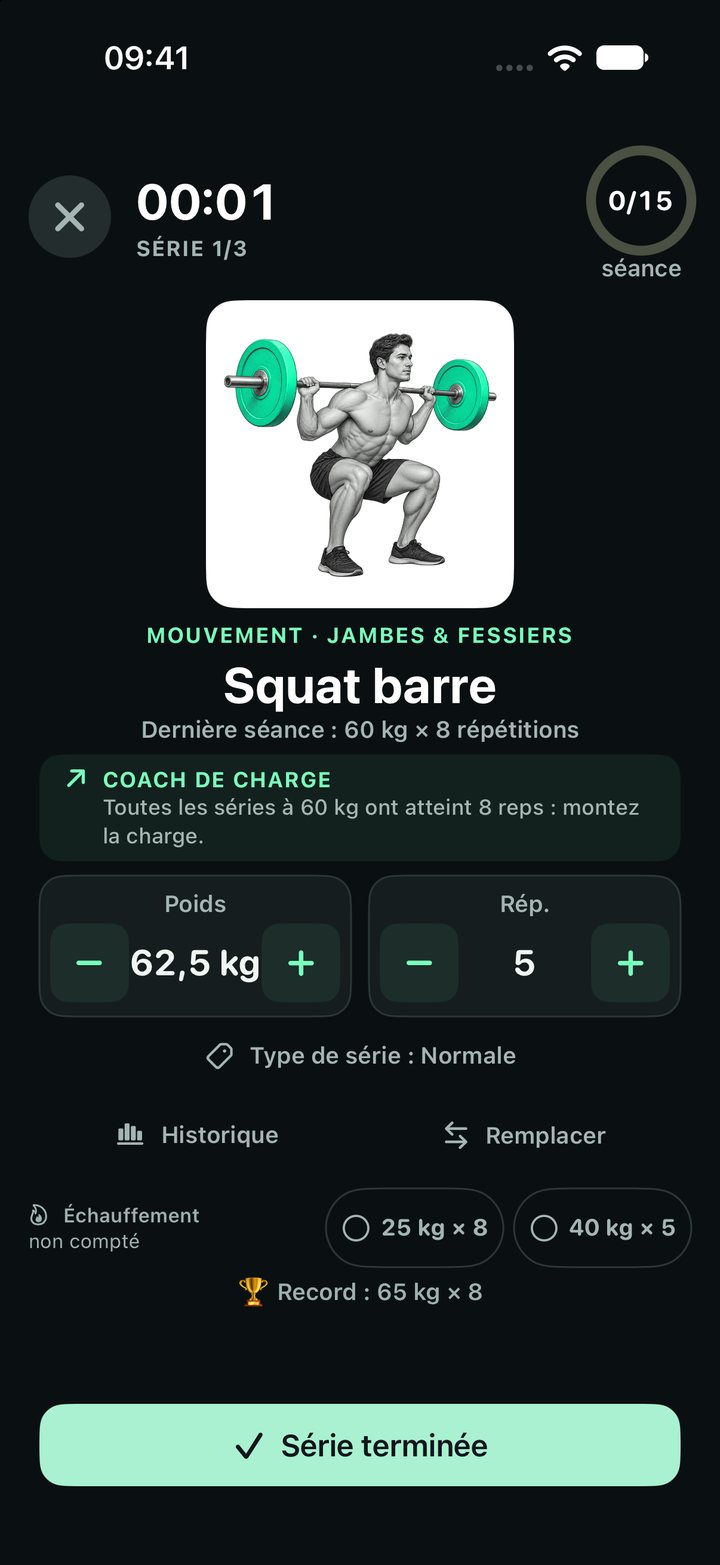 09:41
00:01
SÉRIE 1/3
0/15
séance
MOUVEMENT · JAMBES & FESSIERS
Squat barre
Dernière séance : 60 kg × 8 répétitions
COACH DE CHARGE
Toutes les séries à 60 kg ont atteint 8 reps : montez
la charge.
Poids
62,5 kg
Rép.
5
Type de série : Normale
Historique
Remplacer
Échauffement
non compté
25 kg × 8
40 kg × 5
Record : 65 kg × 8
Série terminée